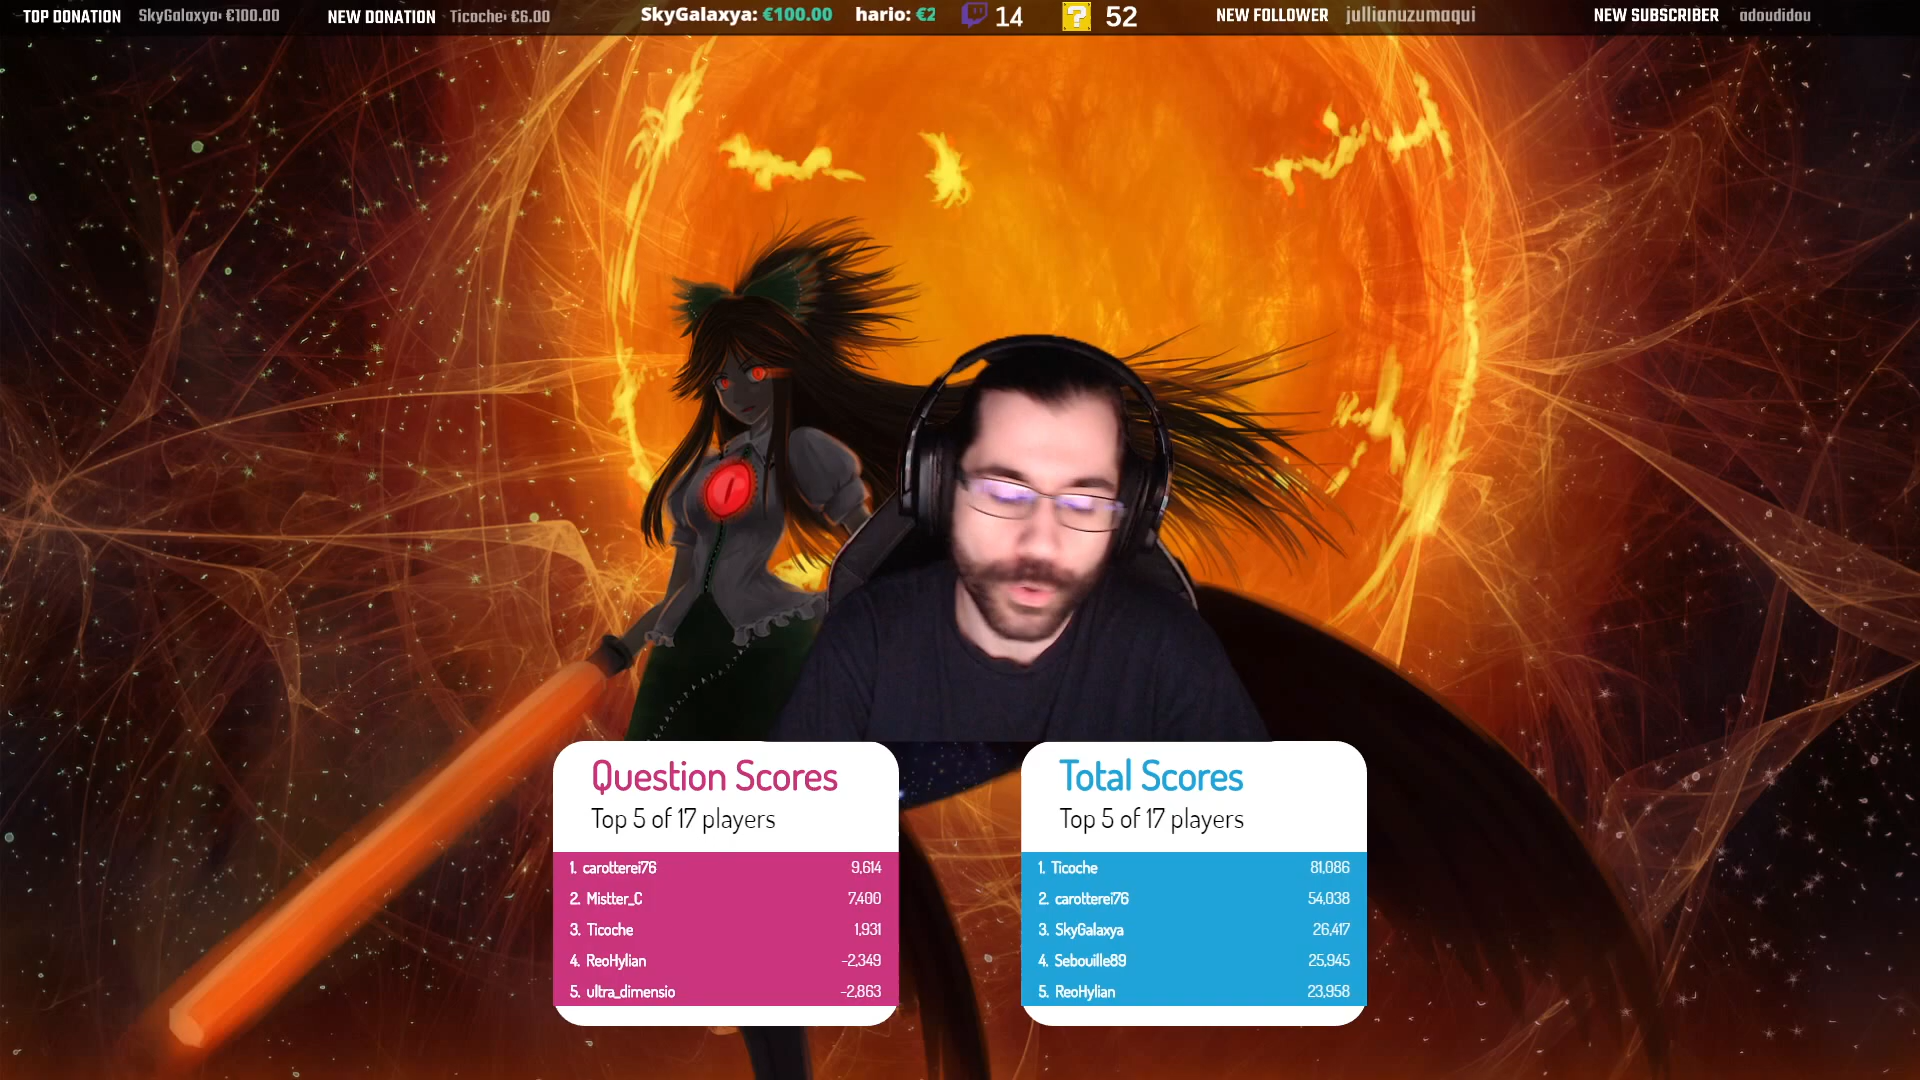 TOP DONATION SkyGalaxya: €100.00 NEW DONATION Ticoche: €6.00 SkyGalaxya: €100.00 hario: €2 14 ? 52 NEW FOLLOWER jullianuzumaqui NEW SUBSCRIBER adoudidou
Question Scores
Top 5 of 17 players
1. carotterei76 9,614
2. Mistter_C 7,400
3. Ticoche 1,931
4. ReoHylian -2,349
5. ultra_dimensio -2,863
Total Scores
Top 5 of 17 players
1. Ticoche 81,086
2. carotterei76 54,038
3. SkyGalaxya 26,417
4. Sebouille89 25,945
5. ReoHylian 23,958